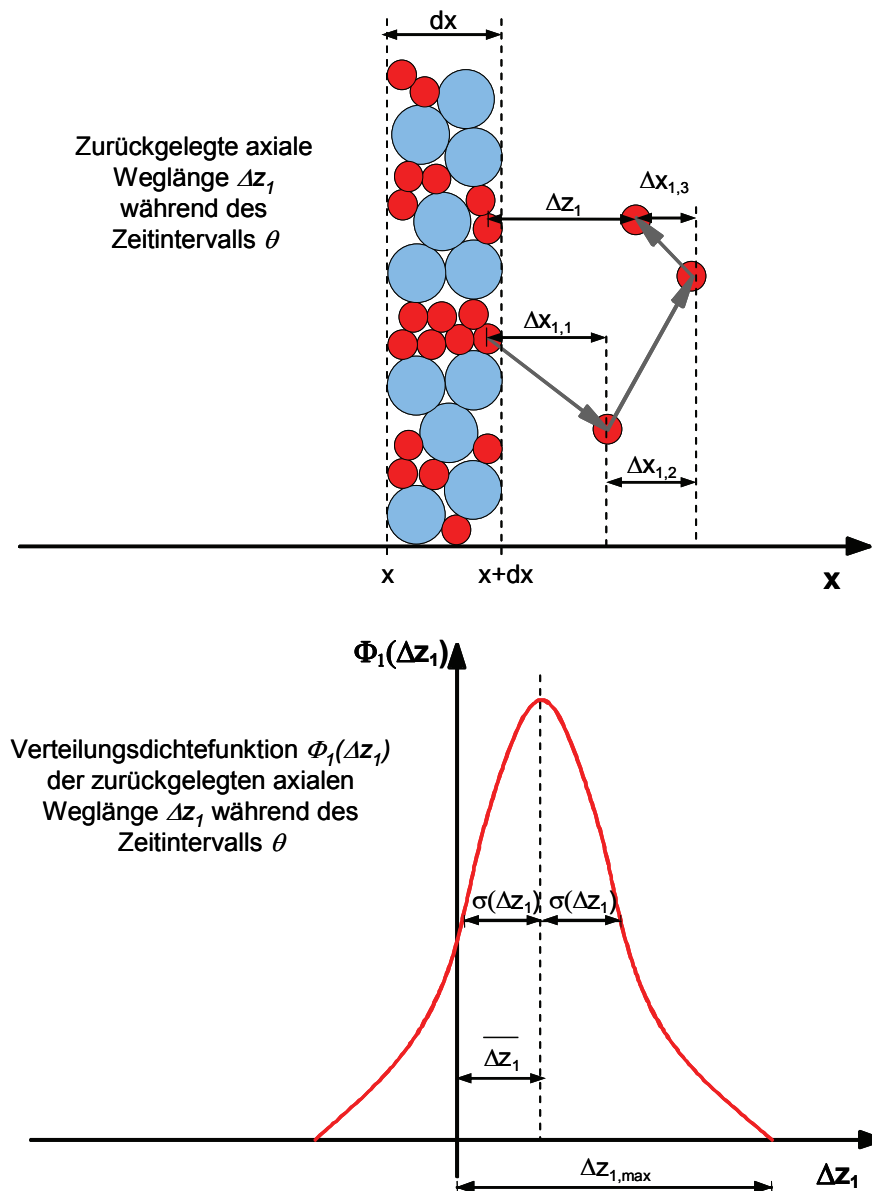 dx
Zurückgelegte axiale
Weglänge Δz₁
während des
Zeitintervalls θ
Δx₁,₃
Δz₁
Δx₁,₁
Δx₁,₂
x
x+dx
x
Φ₁(Δz₁)
Verteilungsdichtefunktion Φ₁(Δz₁)
der zurückgelegten axialen
Weglänge Δz₁ während des
Zeitintervalls θ
σ(Δz₁)
σ(Δz₁)
Δz₁
Δz₁,max
Δz₁